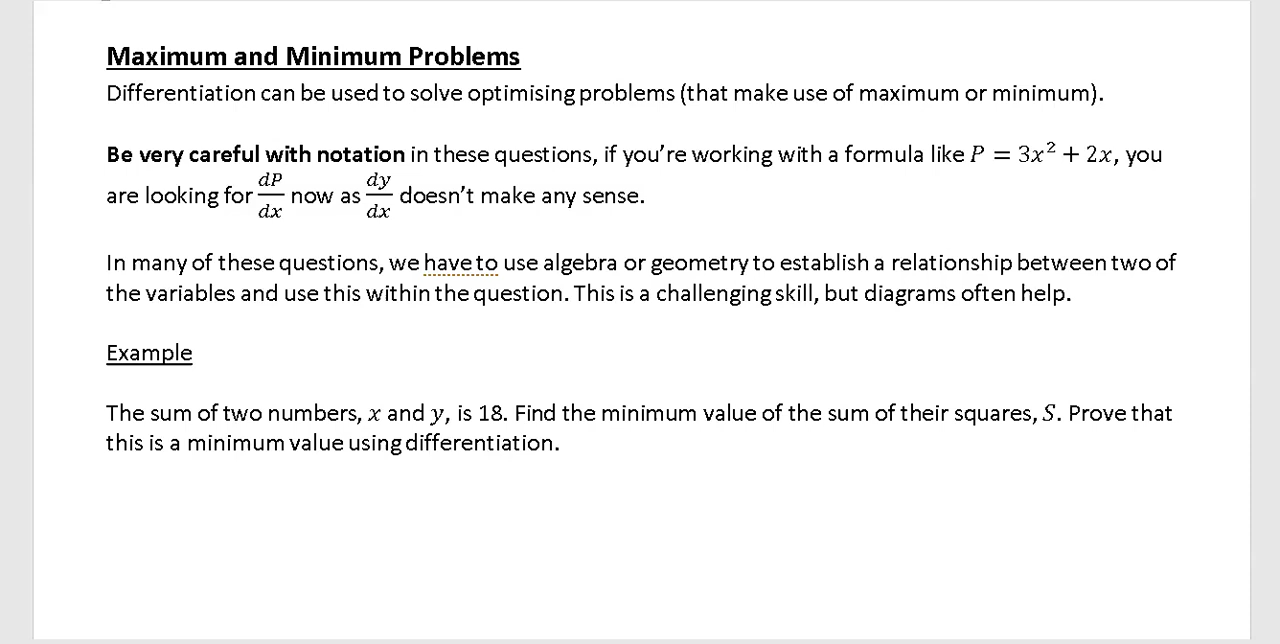 Maximum and Minimum Problems
Differentiation can be used to solve optimising problems (that make use of maximum or minimum).
Be very careful with notation in these questions, if you’re working with a formula like P = 3x² + 2x, you
are looking for dP/dx now as dy/dx doesn’t make any sense.
In many of these questions, we have to use algebra or geometry to establish a relationship between two of
the variables and use this within the question. This is a challenging skill, but diagrams often help.
Example
The sum of two numbers, x and y, is 18. Find the minimum value of the sum of their squares, S. Prove that
this is a minimum value using differentiation.